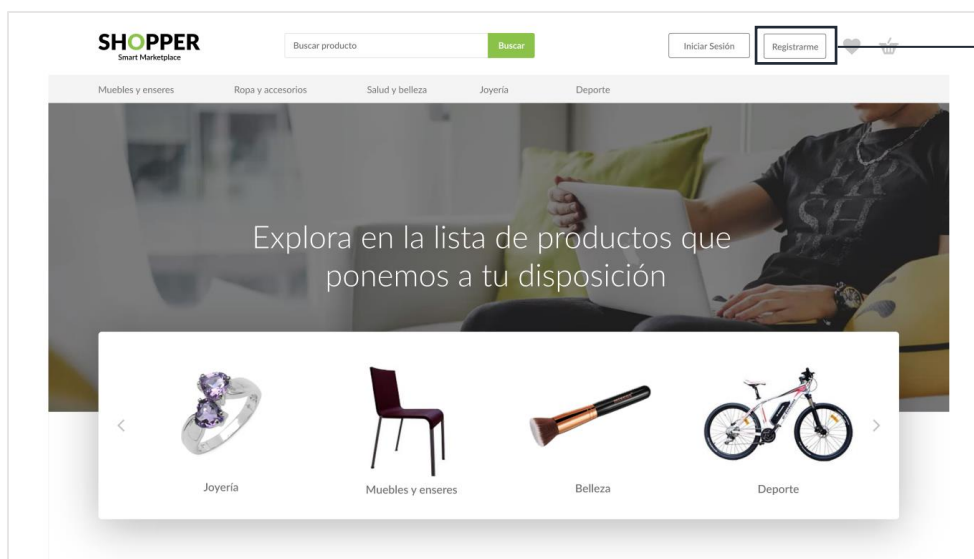 SHOPPER
Smart Marketplace
Buscar producto
Buscar
Iniciar Sesión
Registrarme
Muebles y enseres
Ropa y accesorios
Salud y belleza
Joyería
Deporte
Explora en la lista de productos que
ponemos a tu disposición
Joyería
Muebles y enseres
Belleza
Deporte